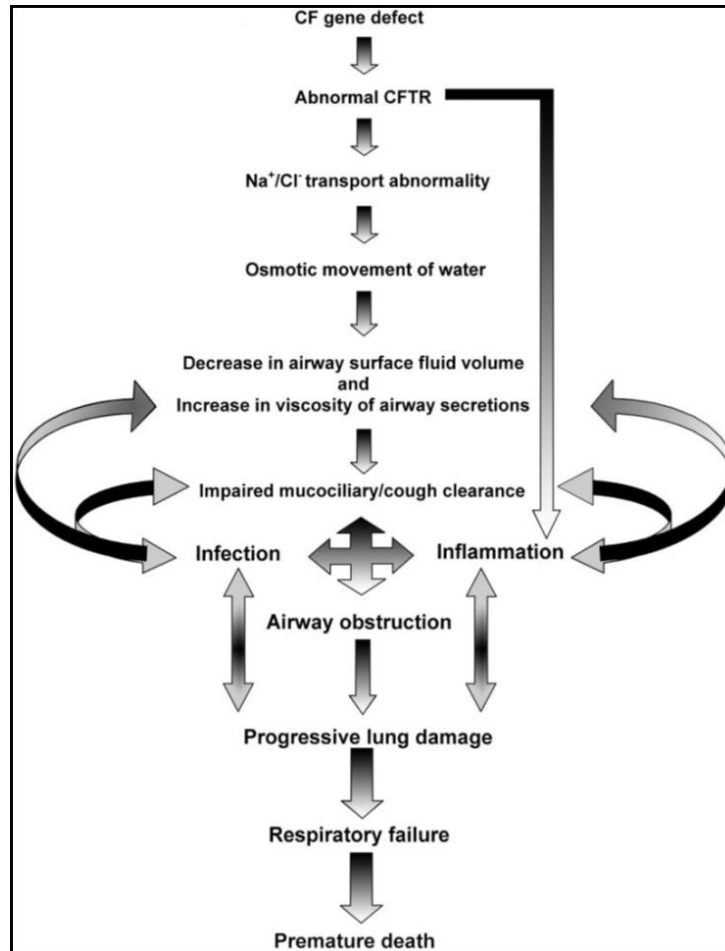 CF gene defect
Abnormal CFTR
Na⁺/Cl⁻ transport abnormality
Osmotic movement of water
Decrease in airway surface fluid volume
and
Increase in viscosity of airway secretions
Impaired mucociliary/cough clearance
Infection
Inflammation
Airway obstruction
Progressive lung damage
Respiratory failure
Premature death